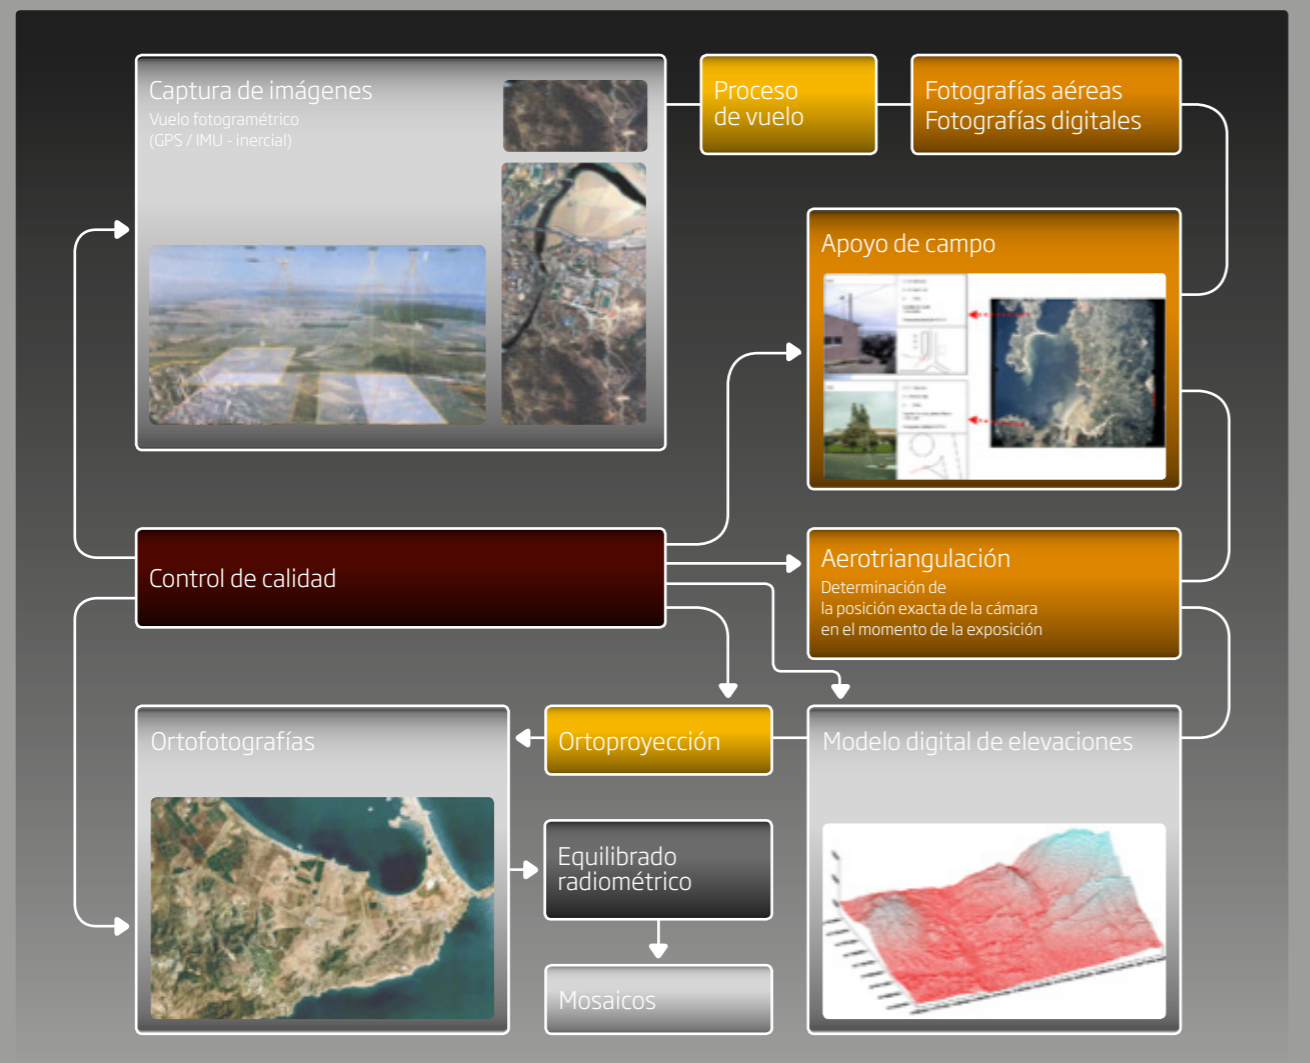 Captura de imágenes
Vuelo fotogramétrico
(GPS / IMU - inercial)
Proceso
de vuelo
Fotografías aéreas
Fotografías digitales
Apoyo de campo
Control de calidad
Aerotriangulación
Determinación de
la posición exacta de la cámara
en el momento de la exposición
Ortofotografías
Ortoproyección
Modelo digital de elevaciones
Equilibrado
radiométrico
Mosaicos